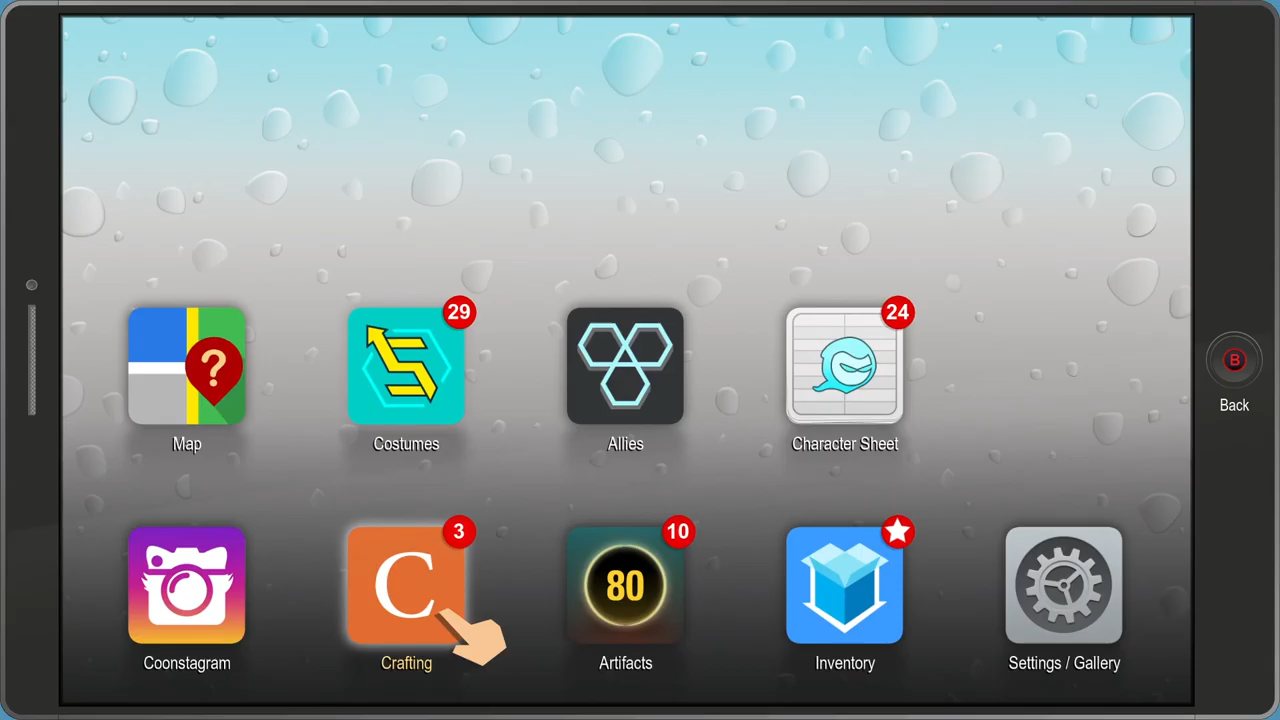 29
24
?
Map
Costumes
Allies
Character Sheet
B
Back
3
10
C
80
Coonstagram
Crafting
Artifacts
Inventory
Settings / Gallery